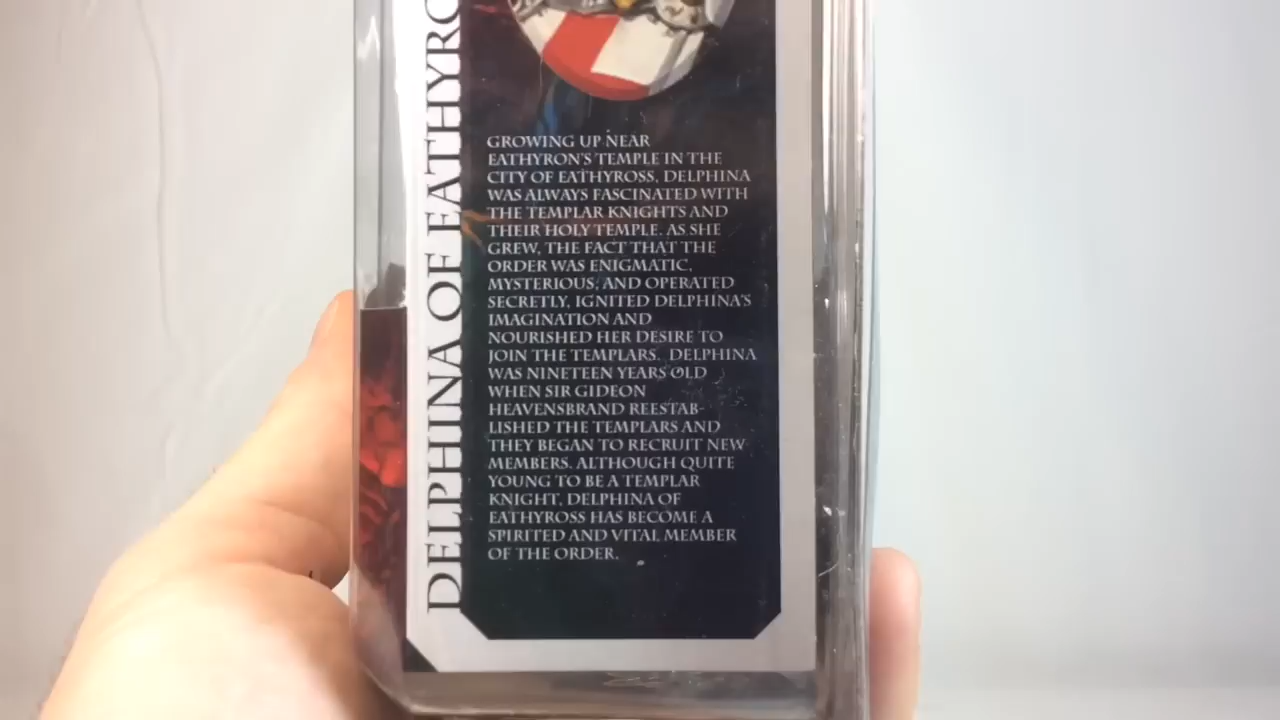 DELPHINA OF EATHYRO
GROWING UP NEAR
EATHYRON'S TEMPLE IN THE
CITY OF EATHYROSS, DELPHINA
WAS ALWAYS FASCINATED WITH
THE TEMPLAR KNIGHTS AND
THEIR HOLY TEMPLE. AS SHE
GREW, THE FACT THAT THE
ORDER WAS ENIGMATIC,
MYSTERIOUS, AND OPERATED
SECRETLY, IGNITED DELPHINA'S
IMAGINATION AND
NOURISHED HER DESIRE TO
JOIN THE TEMPLARS. DELPHINA
WAS NINETEEN YEARS OLD
WHEN SIR GIDEON
HEAVENSBRAND REESTAB-
LISHED THE TEMPLARS AND
THEY BEGAN TO RECRUIT NEW
MEMBERS. ALTHOUGH QUITE
YOUNG TO BE A TEMPLAR
KNIGHT, DELPHINA OF
EATHYROSS HAS BECOME A
SPIRITED AND VITAL MEMBER
OF THE ORDER.